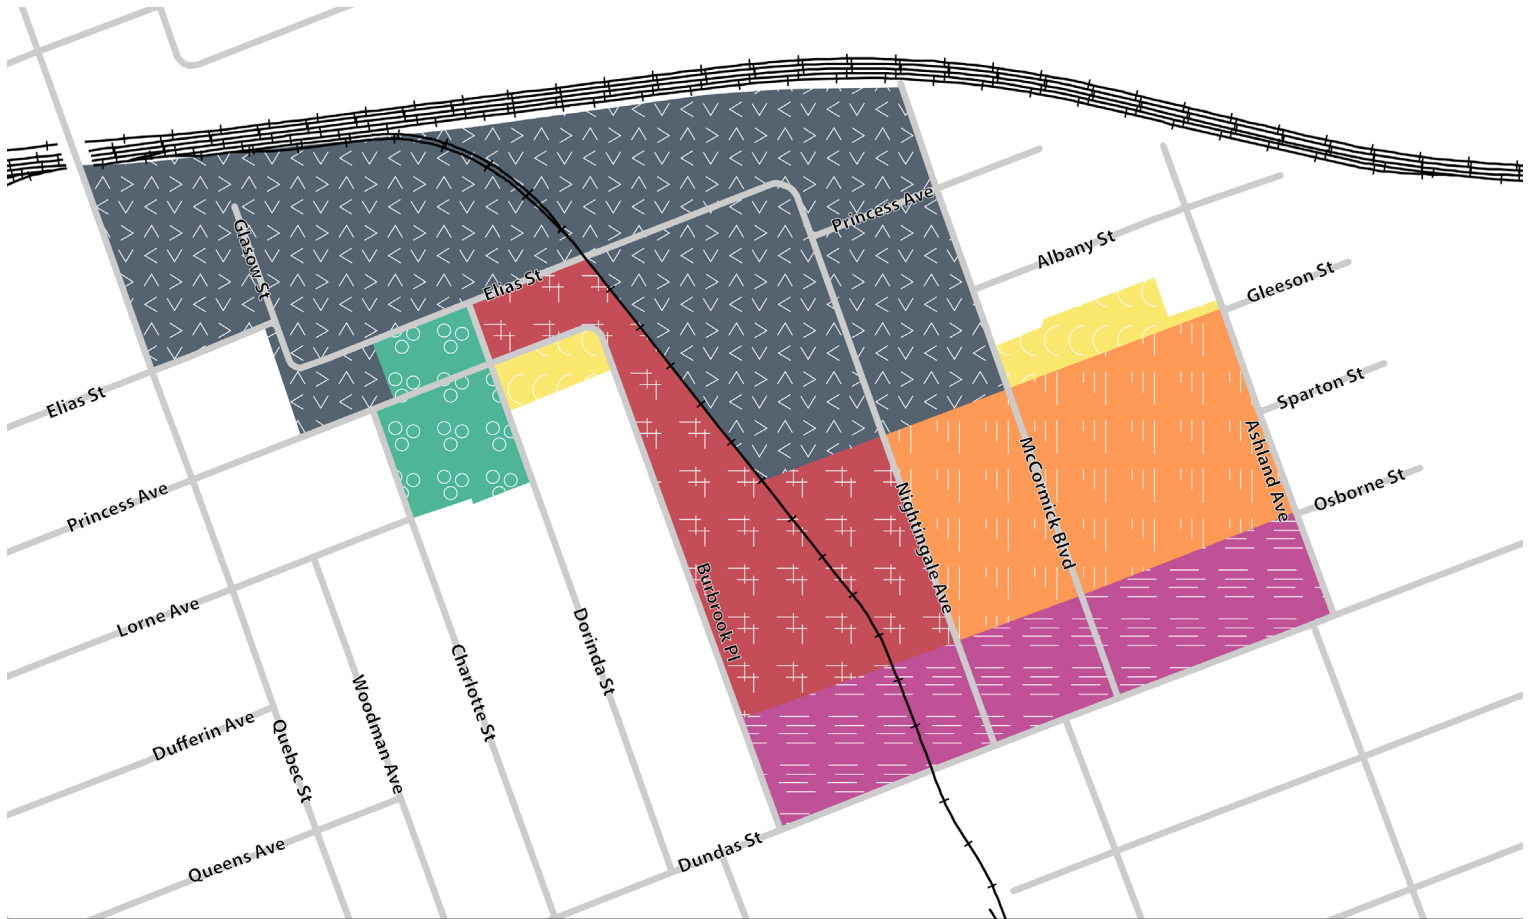 Princess Ave
Glasow St
Albany St
Elias St
Gleeson St
Sparton St
Elias St
Ashland Ave
McCormick Blvd
Osborne St
Princess Ave
Nightingale Ave
Burbrook Pl
Lorne Ave
Dorinda St
Charlotte St
Woodman Ave
Dufferin Ave
Quebec St
Queens Ave
Dundas St